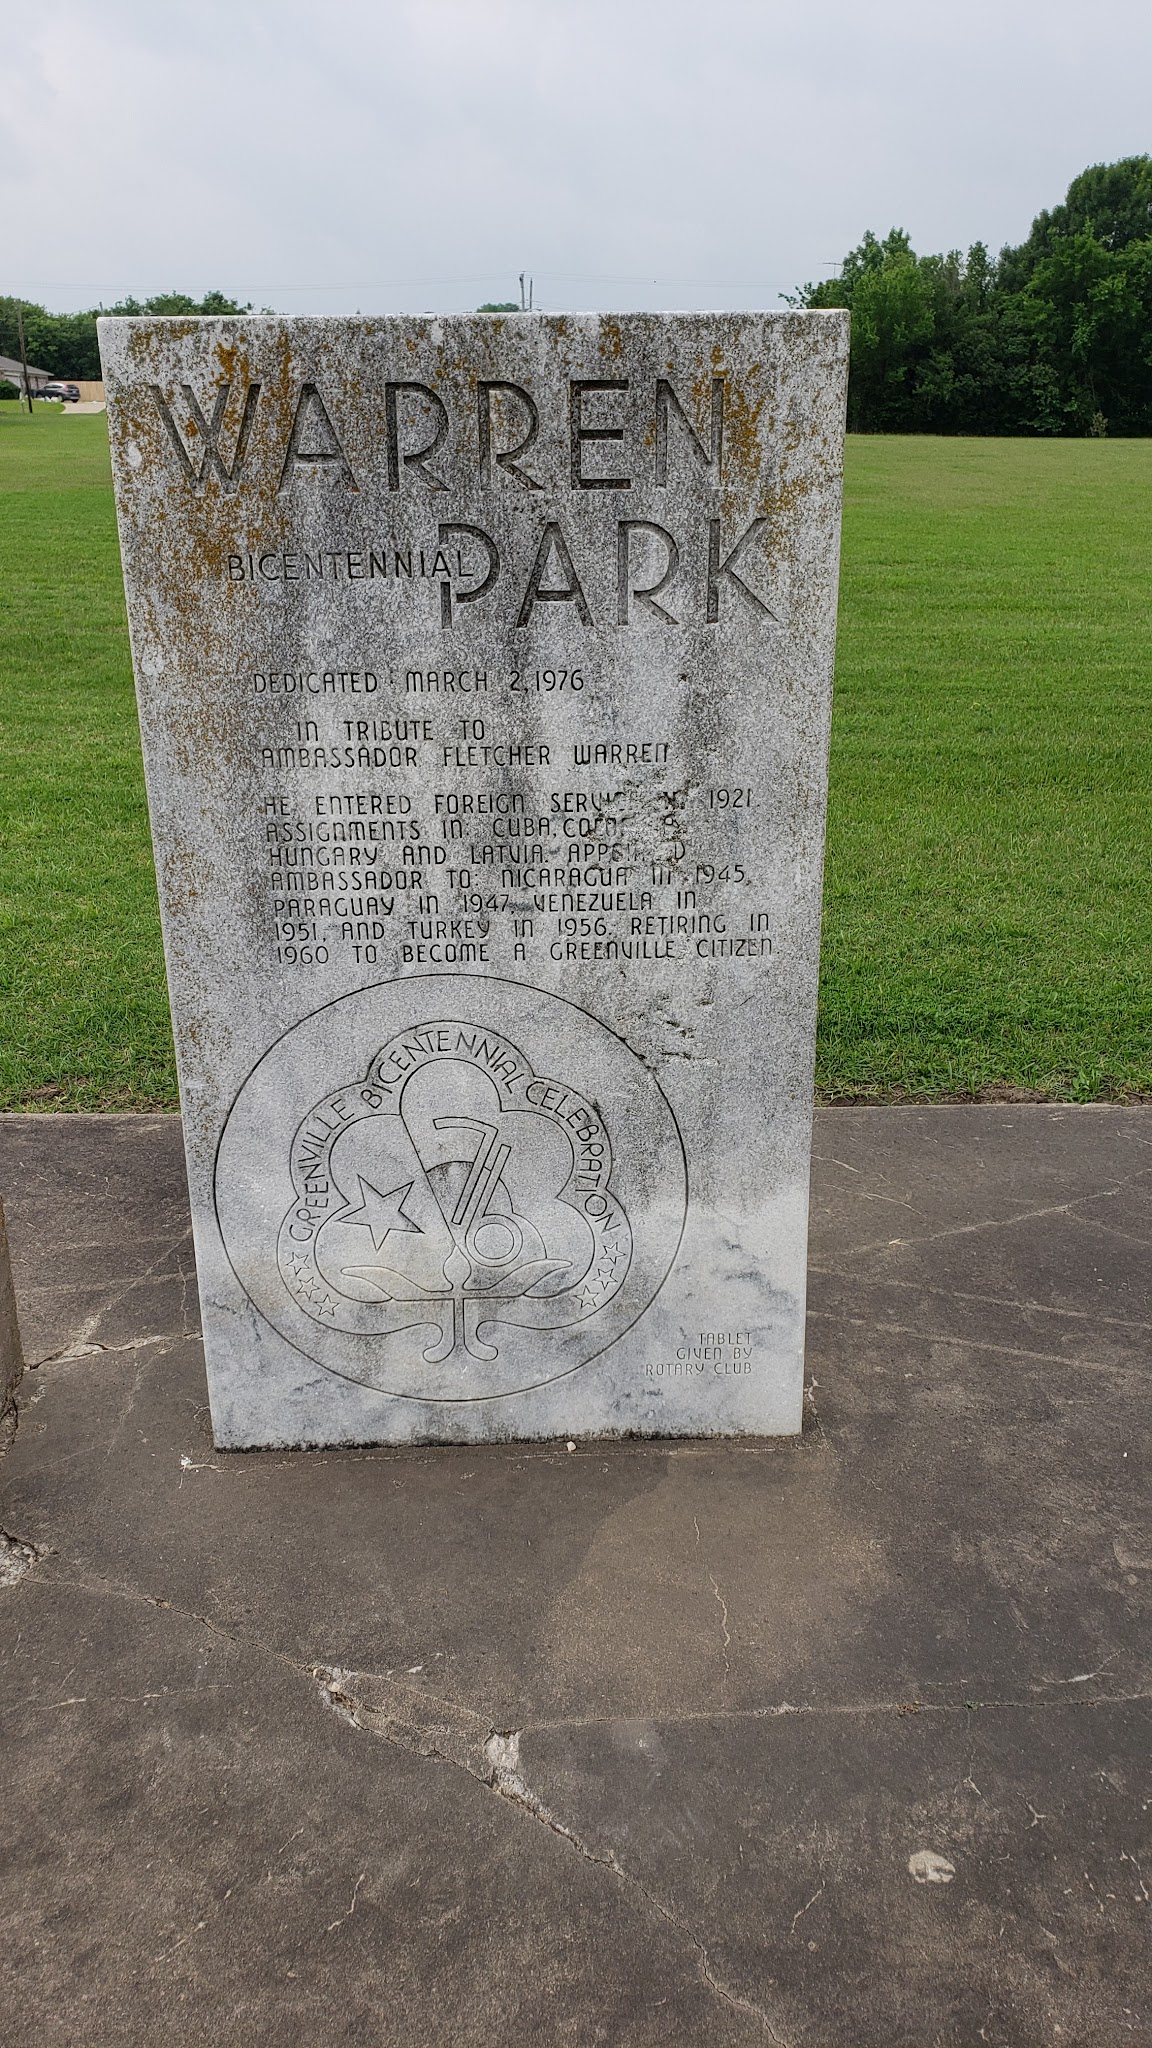 WARREN
BICENTENNIAL PARK
DEDICATED MARCH 2, 1976
IN TRIBUTE TO
AMBASSADOR FLETCHER WARREN
HE ENTERED FOREIGN 1921.
ASSIGNMENTS IN CUBA,
HUNGARY AND LATVIA.
AMBASSADOR TO NICARAGUA IN 1945,
PARAGUAY IN 1947, VENEZUELA IN
1951, AND TURKEY IN 1956. RETIRING IN
1960 TO BECOME A GREENVILLE CITIZEN.
GREENVILLE BICENTENNIAL CELEBRATION
76
TABLET
GIVEN BY
ROTARY CLUB